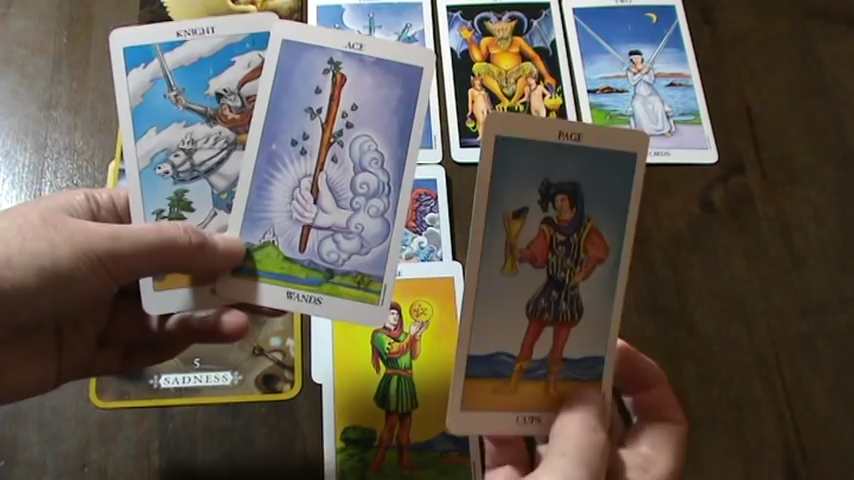 KNIGHT
ACE
WANDS
PAGE
CUPS
5
SADNESS